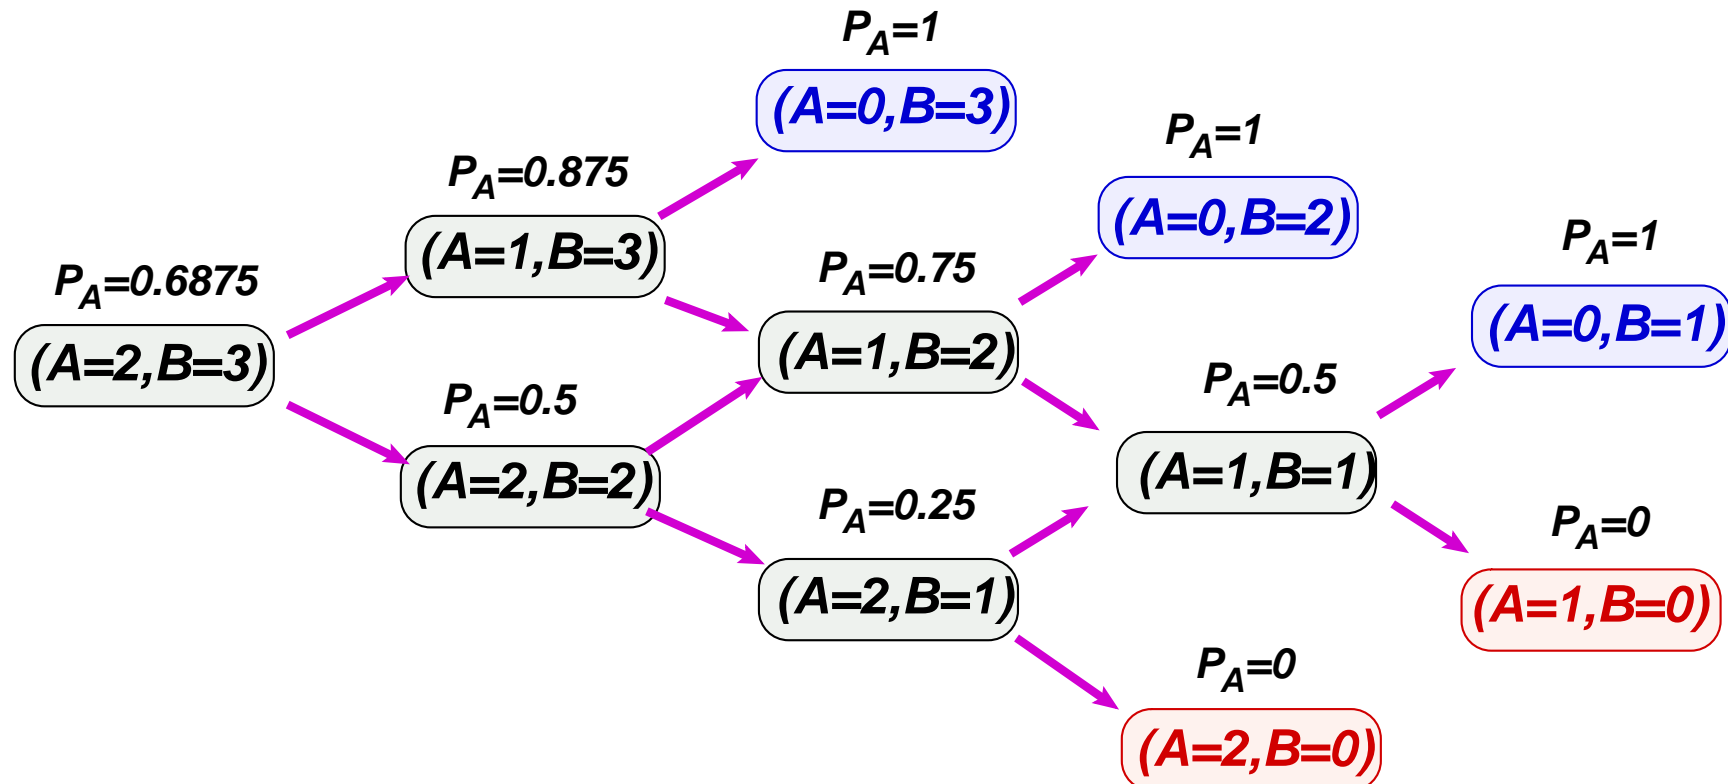 P_A=0.6875
(A=2,B=3)
P_A=0.875
(A=1,B=3)
P_A=0.5
(A=2,B=2)
P_A=1
(A=0,B=3)
P_A=0.75
(A=1,B=2)
P_A=0.25
(A=2,B=1)
P_A=1
(A=0,B=2)
P_A=0.5
(A=1,B=1)
P_A=0
(A=2,B=0)
P_A=1
(A=0,B=1)
P_A=0
(A=1,B=0)